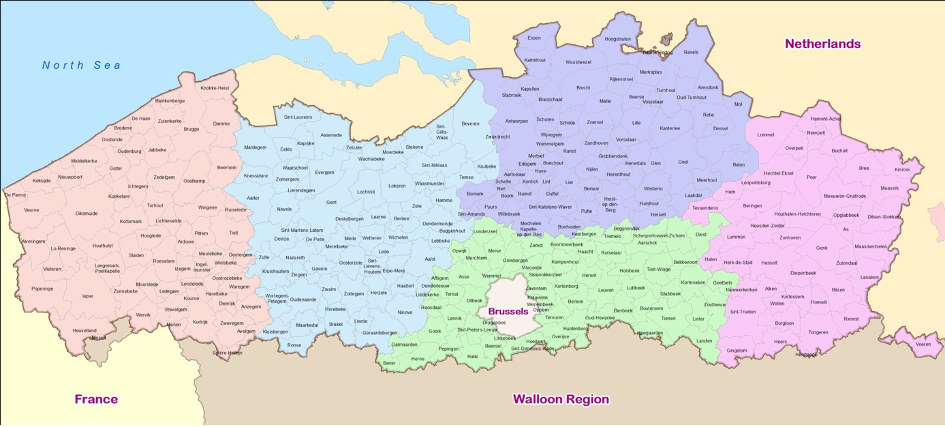 North Sea
Netherlands
France
Walloon Region
Brussels
Knokke-Heist
Blankenberge
De Haan
Zuienkerke
Bredene
Brugge
Damme
Oostende
Oudenburg
Jabbeke
Middelkerke
Gistel
Beernem
Koksijde
Nieuwpoort
Ichtegem
Zedelgem
Oostkamp
De Panne
Koekelare
Torhout
Wingene
Ruiselede
Veurne
Diksmuide
Kortemark
Lichtervelde
Alveringem
Lo-Reninge
Houthulst
Hooglede
Pittem
Tielt
Ardooie
Staden
Roeselare
Meulebeke
Dentergem
Vleteren
Langemark-
Poelkapelle
Izegem
Ingel-
munster
Oostrozebeke
Wielsbeke
Poperinge
Ieper
Zonnebeke
Moorslede
Ledegem
Lendelede
Waregem
Kuurne
Harelbeke
Deerlijk
Anzegem
Wervik
Wevelgem
Menen
Kortrijk
Zwevegem
Avelgem
Heuvelland
Mesen
Spiere-Helkijn
Sint-Laureins
Maldegem
Eeklo
Kaprijke
Assenede
Zelzate
Wachtebeke
Moerbeke
Stekene
Sint-
Gillis-
Waas
Beveren
Waarschoot
Evergem
Zomergem
Lovendegem
Knesselare
Aalter
Nevele
Gent
Lochristi
Lokeren
Waasmunster
Sint-Niklaas
Temse
Kruibeke
Hamme
Zele
Destelbergen
Laarne
Berlare
Dendermonde
Buggenhout
Sint-Martens-Latem
Deinze
De Pinte
Melle
Wetteren
Wichelen
Merelbeke
Lebbeke
Zulte
Nazareth
Gavere
Oosterzele
Sint-
Lievens-
Houtem
Lede
Erpe-Mere
Aalst
Kruishoutem
Zingem
Zwalm
Zottegem
Herzele
Haaltert
Denderleeuw
Wortegem-
Petegem
Oudenaarde
Horebeke
Brakel
Ninove
Kluisbergen
Maarkedal
Lierde
Geraardsbergen
Ronse
Essen
Kalmthout
Wuustwezel
Hoogstraten
Baarle-Hertog
Ravels
Merksplas
Rijkevorsel
Kapellen
Brecht
Stabroek
Brasschaat
Malle
Beerse
Vosselaar
Turnhout
Oud-Turnhout
Arendonk
Schoten
Schilde
Zoersel
Lille
Kasterlee
Retie
Dessel
Mol
Antwerpen
Zwijndrecht
Wijnegem
Wommelgem
Ranst
Zandhoven
Vorselaar
Grobbendonk
Herentals
Olen
Geel
Balen
Mortsel
Borsbeek
Edegem
Hove
Boechout
Aartselaar
Kontich
Lint
Lier
Nijlen
Herenthout
Meerhout
Hemiksem
Schelle
Niel
Boom
Rumst
Duffel
Berlaar
Westerlo
Laakdal
Bornem
Puurs
Willebroek
Sint-Katelijne-Waver
Putte
Heist-
op-den-
Berg
Hulshout
Herselt
Sint-Amands
Mechelen
Bonheiden
Kapelle-
op-den-Bos
Londerzeel
Zemst
Keerbergen
Tremelo
Begijnendijk
Scherpenheuvel-Zichem
Aarschot
Diest
Opwijk
Merchtem
Meise
Grimbergen
Boortmeerbeek
Haacht
Rotselaar
Kampenhout
Vilvoorde
Steenokkerzeel
Asse
Wemmel
Affligem
Liedekerke
Ternat
Dilbeek
Roosdaal
Lennik
Gooik
Sint-Pieters-Leeuw
Drogenbos
Linkebeek
Zaventem
Kraainem
Wezembeek-
Oppem
Tervuren
Herent
Kortenberg
Leuven
Holsbeek
Tielt-Winge
Bekkevoort
Lubbeek
Glabbeek
Kortenaken
Geetbets
Bertem
Bierbeek
Boutersem
Tienen
Linter
Zoutleeuw
Oud-Heverlee
Huldenberg
Hoegaarden
Landen
Overijse
Hoeilaart
Sint-Genesius-Rode
Beersel
Halle
Pepingen
Galmaarden
Herne
Bever
Lommel
Hamont-Achel
Neerpelt
Overpelt
Bocholt
Hechtel-Eksel
Peer
Bree
Kinrooi
Leopoldsburg
Ham
Beringen
Tessenderlo
Meeuwen-Gruitrode
Maaseik
Houthalen-Helchteren
Opglabbeek
Dilsen-Stokkem
Heusden-Zolder
Lummen
Zonhoven
Genk
As
Maasmechelen
Halen
Herk-de-Stad
Hasselt
Diepenbeek
Zutendaal
Lanaken
Nieuwerkerken
Alken
Bilzen
Kortessem
Hoeselt
Sint-Truiden
Wellen
Borgloon
Riemst
Gingelom
Heers
Tongeren
Herstappe
Voeren